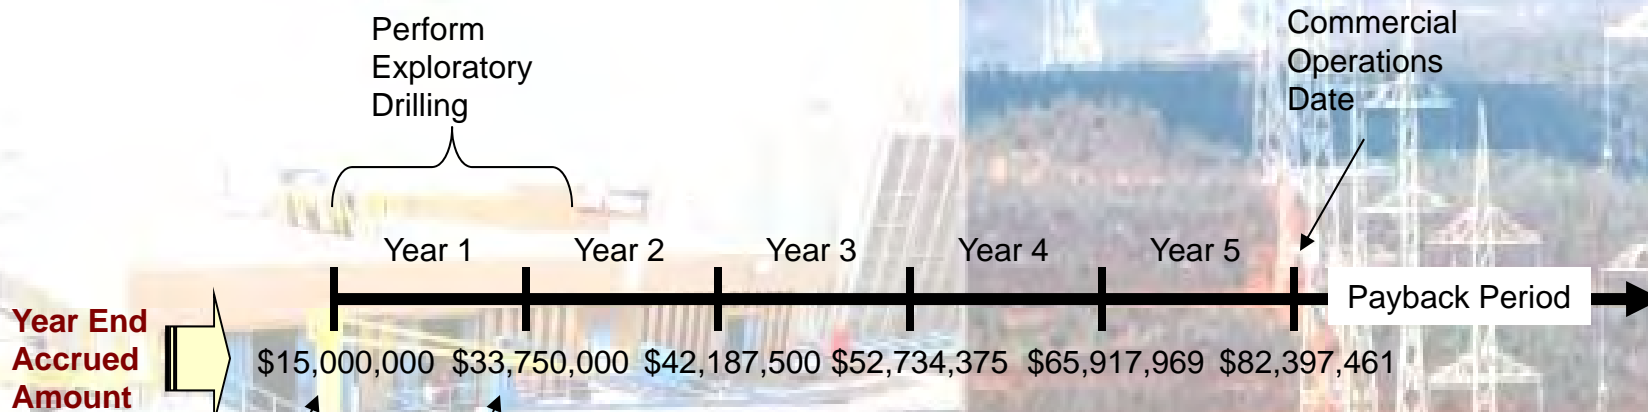 Perform
Exploratory
Drilling
Commercial
Operations
Date
Year 1 Year 2 Year 3 Year 4 Year 5
Payback Period
Year End
Accrued
Amount
$15,000,000 $33,750,000 $42,187,500 $52,734,375 $65,917,969 $82,397,461